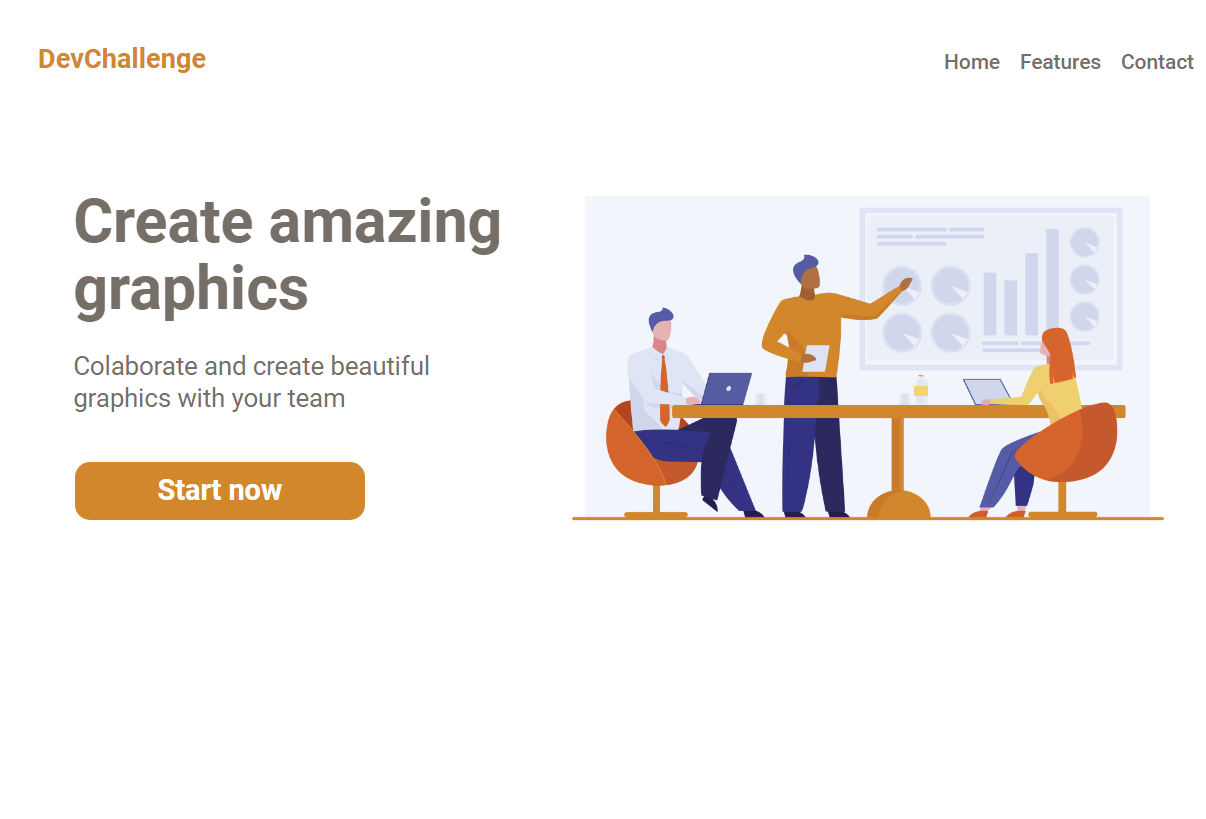 DevChallenge
Home Features Contact
Create amazing
graphics
Colaborate and create beautiful
graphics with your team
Start now